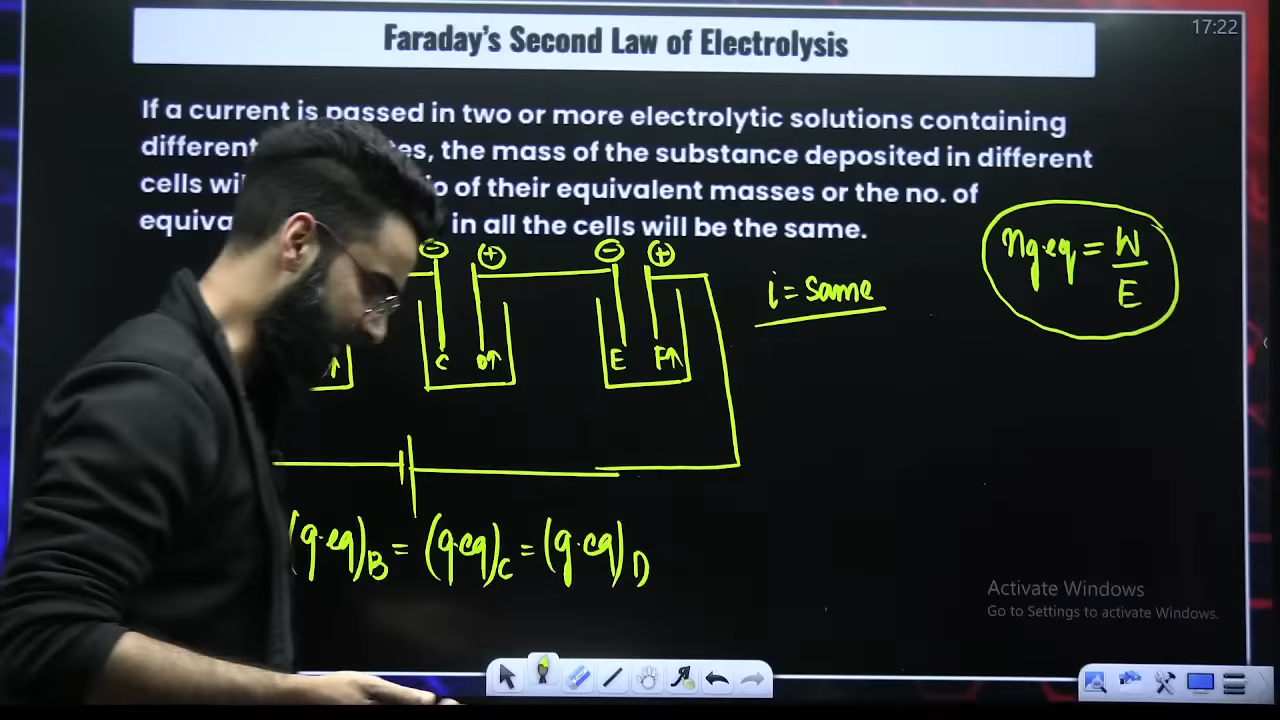 17:22
Faraday's Second Law of Electrolysis
If a current is passed in two or more electrolytic solutions containing
different es, the mass of the substance deposited in different
cells wi o of their equivalent masses or the no. of
equiva in all the cells will be the same.
- + - +
i = same
ng.eq = W/E
C D↑ E F↑
(g.eq)B = (g.eq)C = (g.eq)D
Activate Windows
Go to Settings to activate Windows.